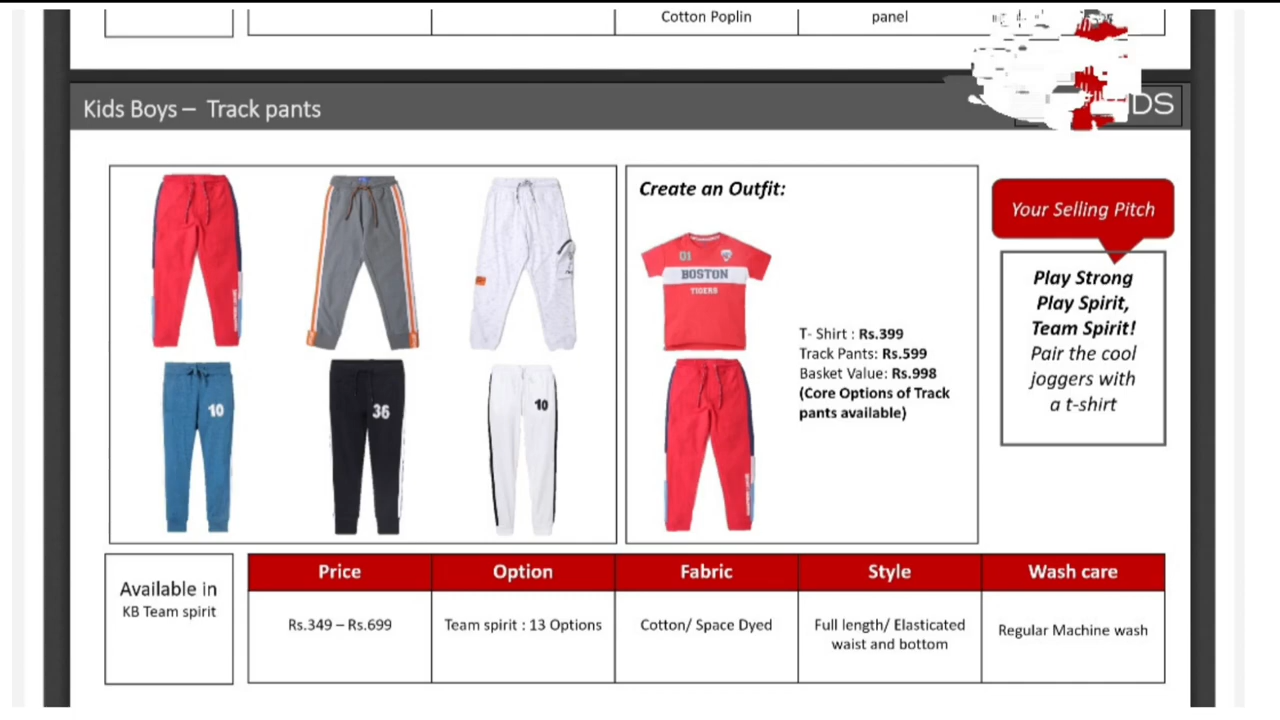 Cotton Poplin
panel
Kids Boys – Track pants
DS
10
36
10
Create an Outfit:
01
BOSTON
TIGERS
T- Shirt : Rs.399
Track Pants: Rs.599
Basket Value: Rs.998
(Core Options of Track
pants available)
Your Selling Pitch
Play Strong
Play Spirit,
Team Spirit!
Pair the cool
joggers with
a t-shirt
Available in
KB Team spirit
Price
Option
Fabric
Style
Wash care
Rs.349 – Rs.699
Team spirit : 13 Options
Cotton/ Space Dyed
Full length/ Elasticated
waist and bottom
Regular Machine wash